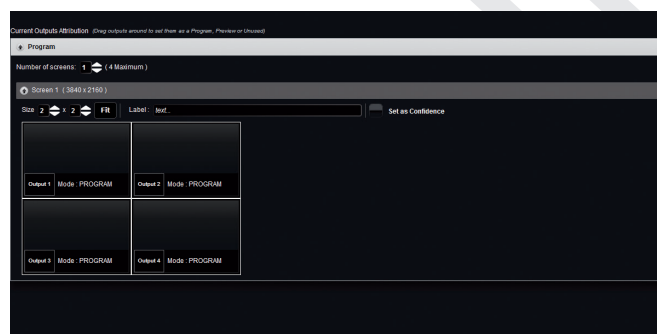 Current Outputs Attribution (Drag outputs around to set them as a Program, Preview or Unused)
Program
Number of screens: 1 ( 4 Maximum )
Screen 1 ( 3840 x 2160 )
Size 2 x 2 Fit Label : text... Set as Confidence
Output 1 Mode : PROGRAM Output 2 Mode : PROGRAM
Output 3 Mode : PROGRAM Output 4 Mode : PROGRAM